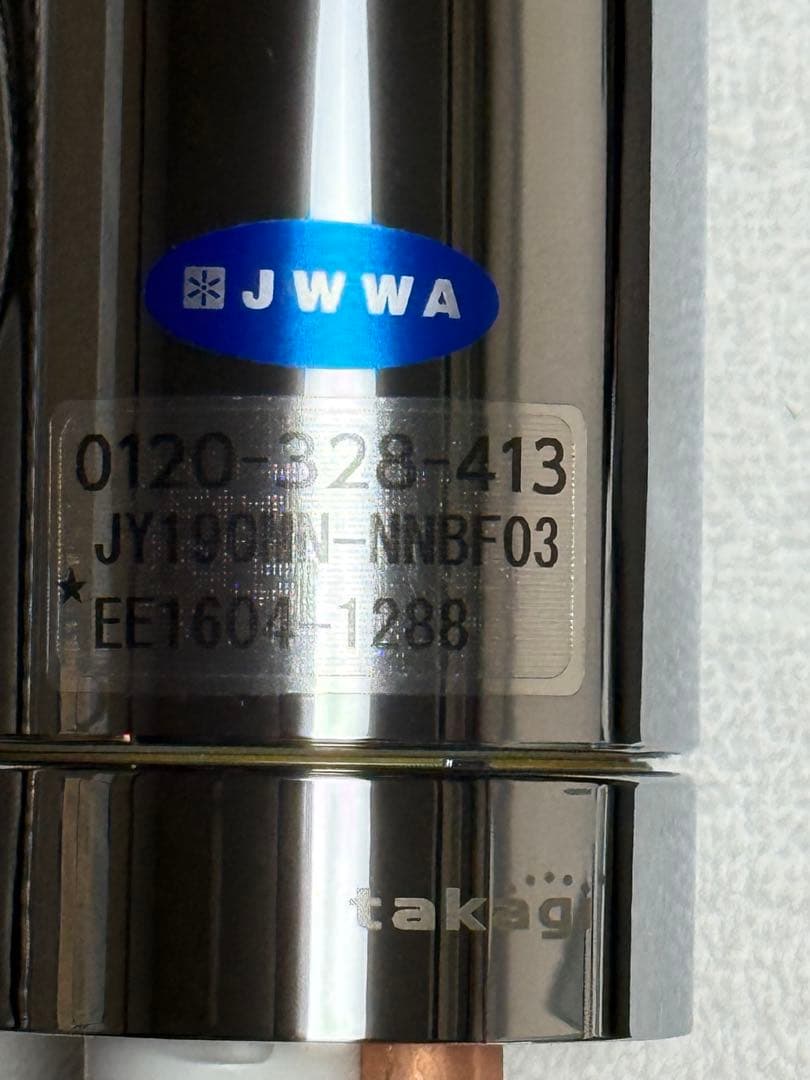 JWWA
0120-328-413
JY190MN-NNBF03
★EE1604-1288
takagi